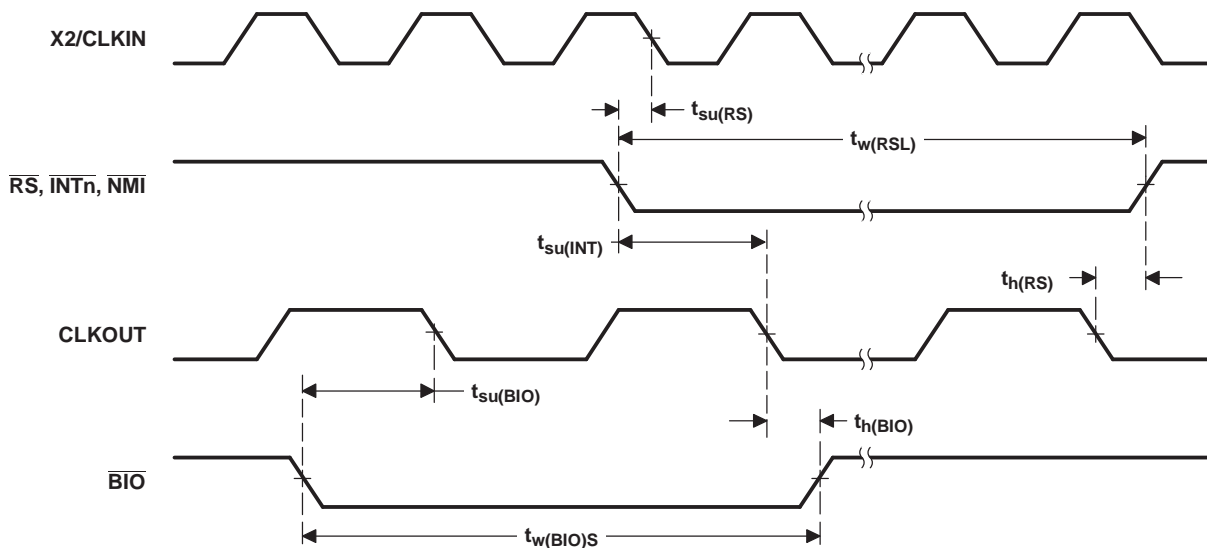 X2/CLKIN
tsu(RS)
tw(RSL)
RS, INTn, NMI
tsu(INT)
th(RS)
CLKOUT
tsu(BIO)
th(BIO)
BIO
tw(BIO)S